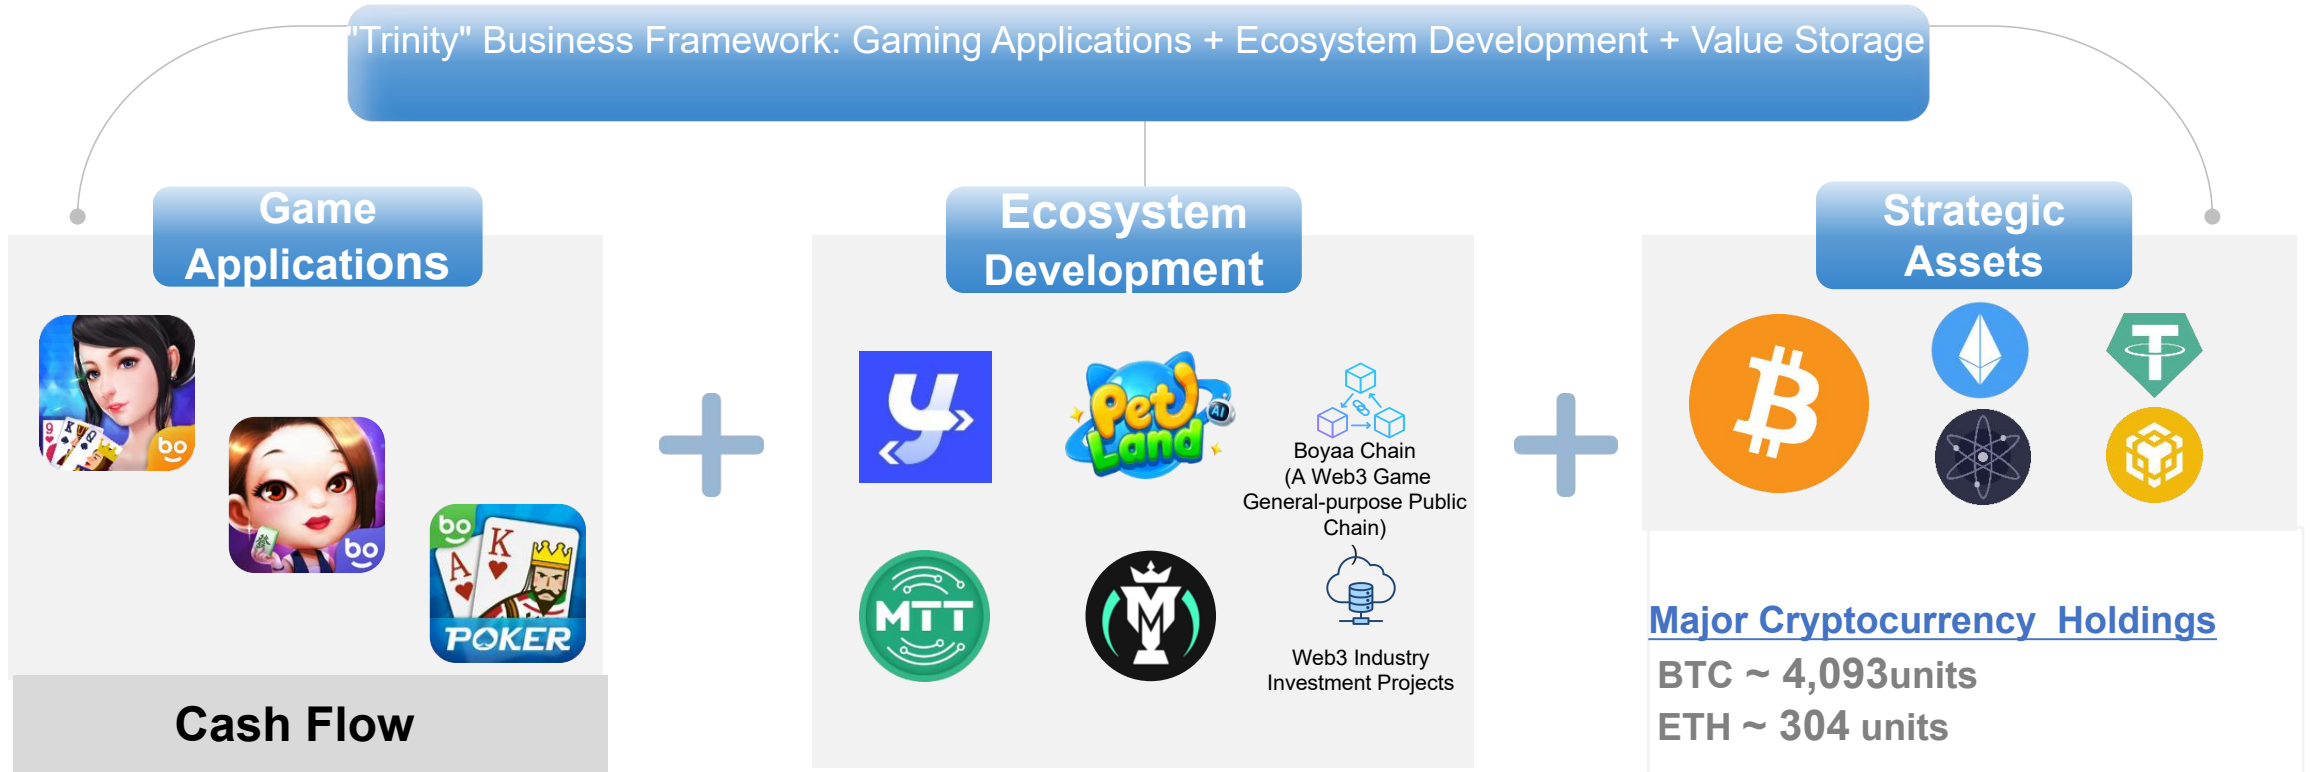 "Trinity" Business Framework: Gaming Applications + Ecosystem Development + Value Storage
Game
Applications
bo
bo
bo
A
K
POKER
9
K
Q
發
Cash Flow
Ecosystem
Development
Pet
Land
AI
Boyaa Chain
(A Web3 Game
General-purpose Public
Chain)
MTT
M
Web3 Industry
Investment Projects
Strategic
Assets
Major Cryptocurrency  Holdings
BTC ~ 4,093units
ETH ~ 304 units